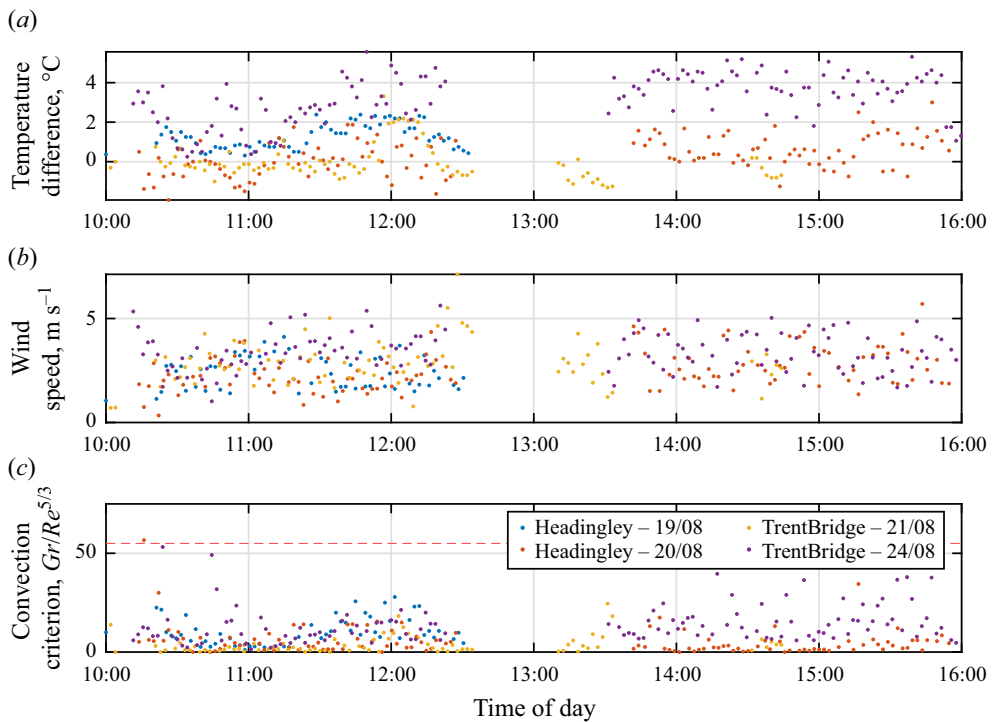 (a)
Temperature
difference, °C
4
2
0
10:00 11:00 12:00 13:00 14:00 15:00 16:00
(b)
Wind
speed, m s⁻¹
5
0
10:00 11:00 12:00 13:00 14:00 15:00 16:00
(c)
Convection
criterion, Gr/Re^5/3
50
0
Headingley – 19/08 TrentBridge – 21/08
Headingley – 20/08 TrentBridge – 24/08
10:00 11:00 12:00 13:00 14:00 15:00 16:00
Time of day